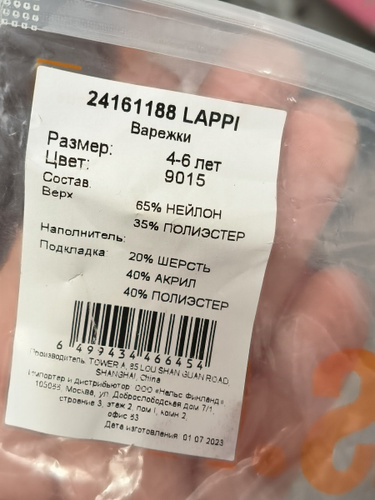 24161188 LAPPI
Варежки
Размер: 4-6 лет
Цвет: 9015
Состав:
Верх
65% НЕЙЛОН
35% ПОЛИЭСТЕР
Наполнитель:
Подкладка: 20% ШЕРСТЬ
40% АКРИЛ
40% ПОЛИЭСТЕР
6 499434 466454
Производитель: TOWER A, 85 LOU SHAN GUAN ROAD,
SHANGHAI, China
Импортер и дистрибьютор: ООО «Нельс Финланд»
105083, Москва, ул. Доброслободская дом 7/1,
строение 3, этаж 2, пом I, комн 2,
офис 53
Дата изготовления: 01.07.2023